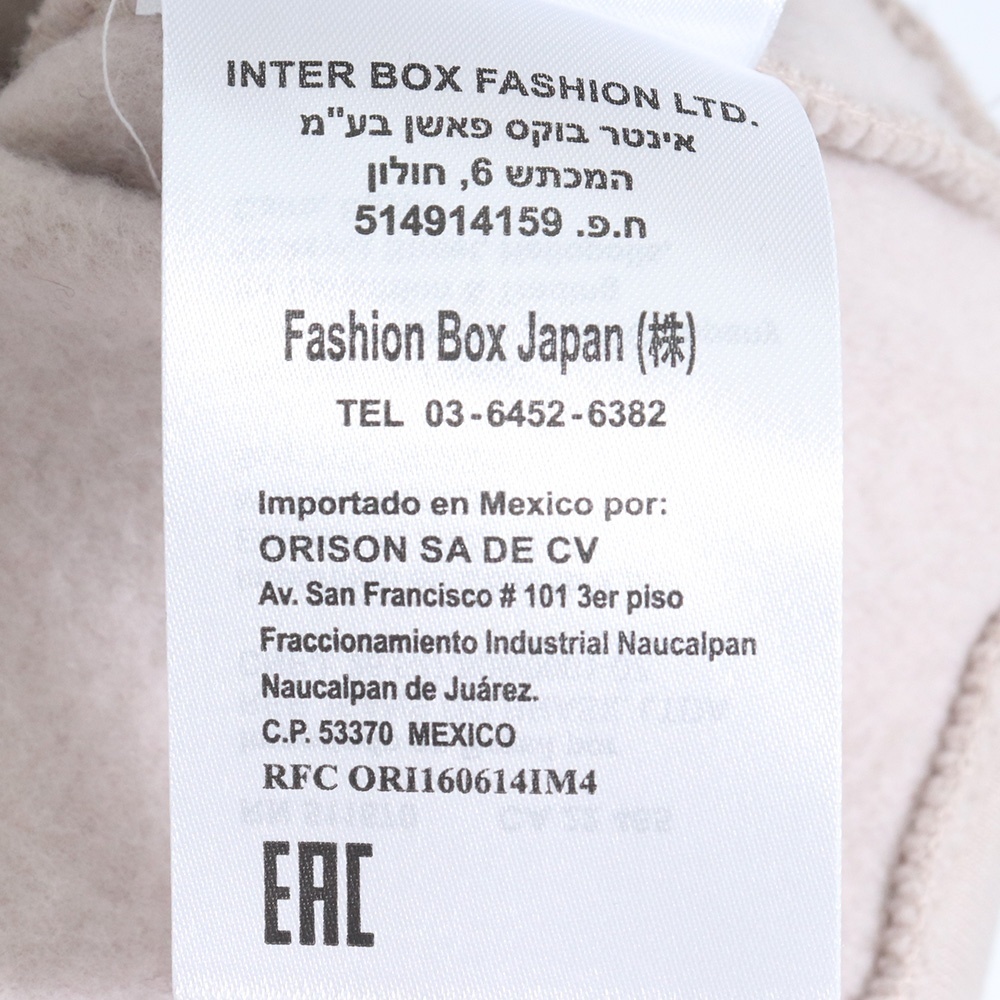 INTER BOX FASHION LTD.
אינטר בוקס פאשן בע"מ
המכתש 6, חולון
ח.פ. 514914159
Fashion Box Japan (株)
TEL 03-6452-6382
Importado en Mexico por:
ORISON SA DE CV
Av. San Francisco # 101 3er piso
Fraccionamiento Industrial Naucalpan
Naucalpan de Juárez.
C.P. 53370 MEXICO
RFC ORI160614IM4
EAC